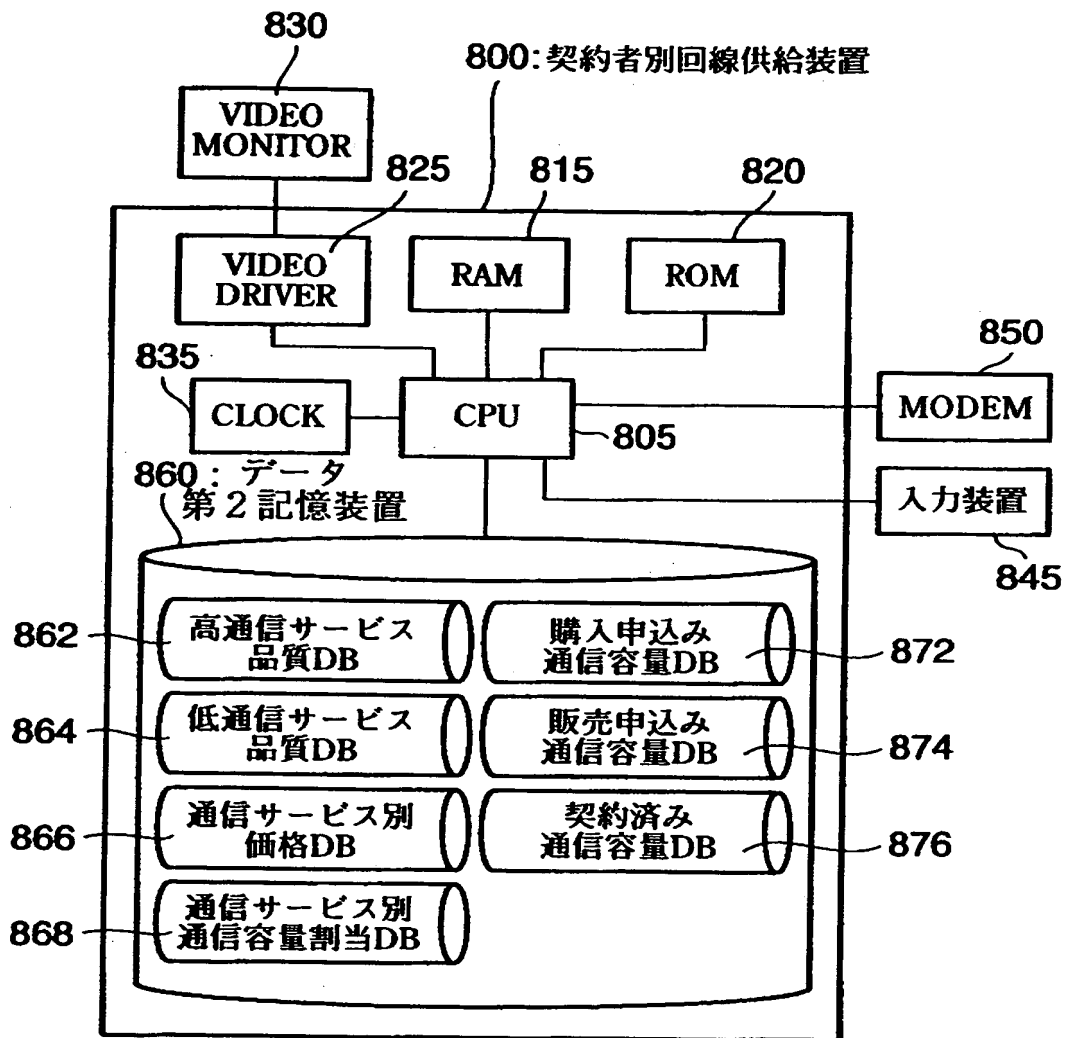 830
800:契約者別回線供給装置
VIDEO
MONITOR
825
815
820
VIDEO
DRIVER
RAM
ROM
835
850
CLOCK
CPU
805
MODEM
860:データ
第2記憶装置
入力装置
845
862
高通信サービス
品質DB
購入申込み
通信容量DB
872
864
低通信サービス
品質DB
販売申込み
通信容量DB
874
866
通信サービス別
価格DB
契約済み
通信容量DB
876
868
通信サービス別
通信容量割当DB